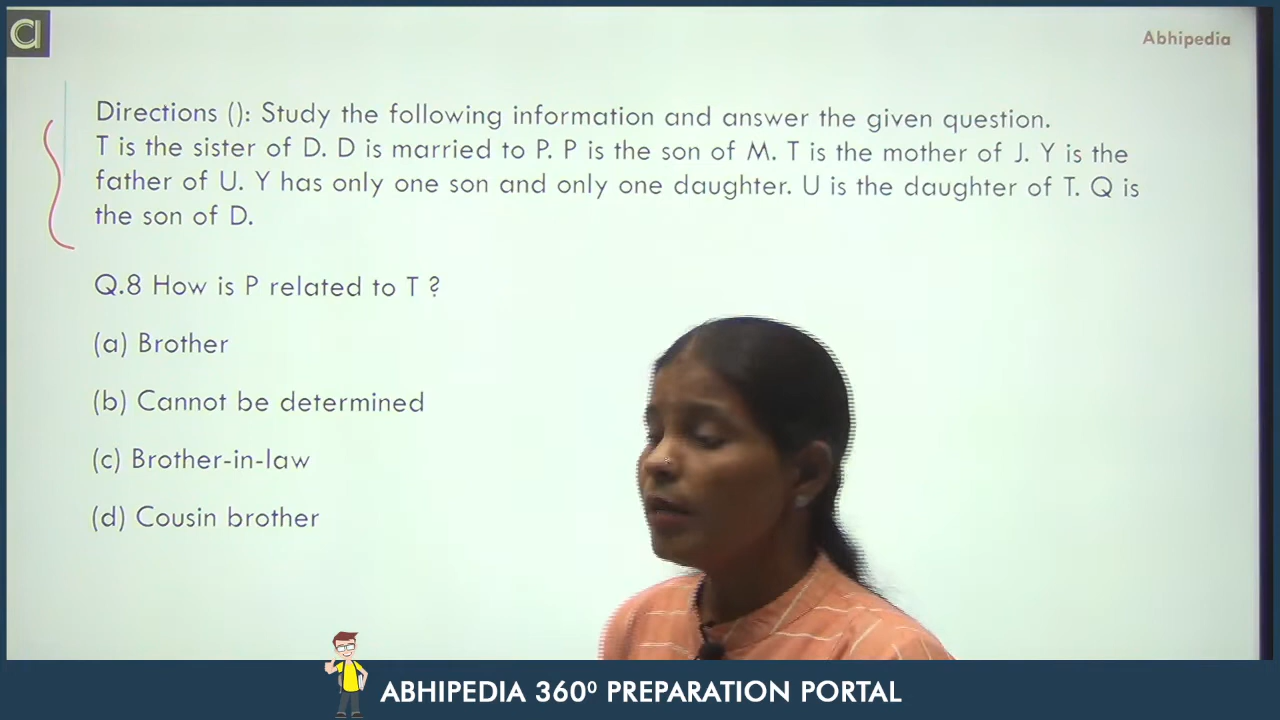 CI
Abhipedia
Directions (): Study the following information and answer the given question.
T is the sister of D. D is married to P. P is the son of M. T is the mother of J. Y is the
father of U. Y has only one son and only one daughter. U is the daughter of T. Q is
the son of D.
Q.8 How is P related to T ?
(a) Brother
(b) Cannot be determined
(c) Brother-in-law
(d) Cousin brother
ABHIPEDIA 360⁰ PREPARATION PORTAL